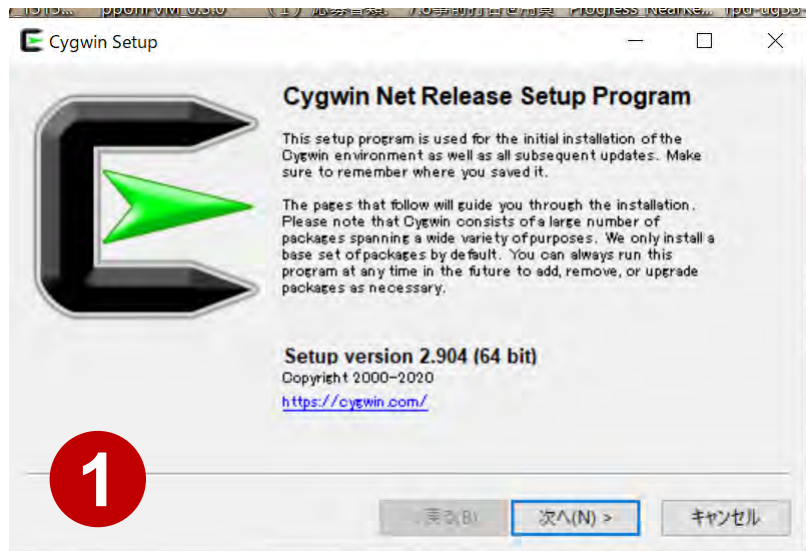 Cygwin Setup
Cygwin Net Release Setup Program
This setup program is used for the initial installation of the
Cygwin environment as well as all subsequent updates. Make
sure to remember where you saved it.
The pages that follow will guide you through the installation.
Please note that Cygwin consists of a large number of
packages spanning a wide variety of purposes. We only install a
base set of packages by default. You can always run this
program at any time in the future to add, remove, or upgrade
packages as necessary.
Setup version 2.904 (64 bit)
Copyright 2000-2020
https://cygwin.com/
1
戻る(B)
次へ(N) >
キャンセル